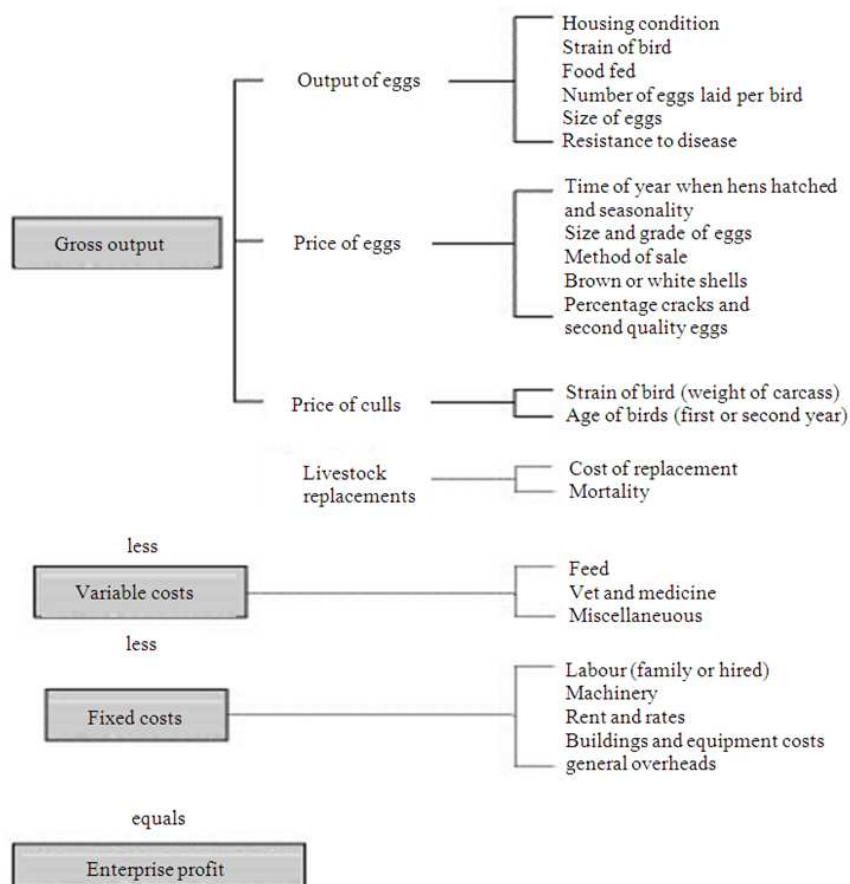 Housing condition
Strain of bird
Output of eggs
Food fed
Number of eggs laid per bird
Size of eggs
Resistance to disease
Time of year when hens hatched
and seasonality
Gross output
Price of eggs
Size and grade of eggs
Method of sale
Brown or white shells
Percentage cracks and
second quality eggs
Price of culls
Strain of bird (weight of carcass)
Age of birds (first or second year)
Livestock
replacements
Cost of replacement
Mortality
less
Variable costs
Feed
Vet and medicine
Miscellaneuous
less
Fixed costs
Labour (family or hired)
Machinery
Rent and rates
Buildings and equipment costs
general overheads
equals
Enterprise profit